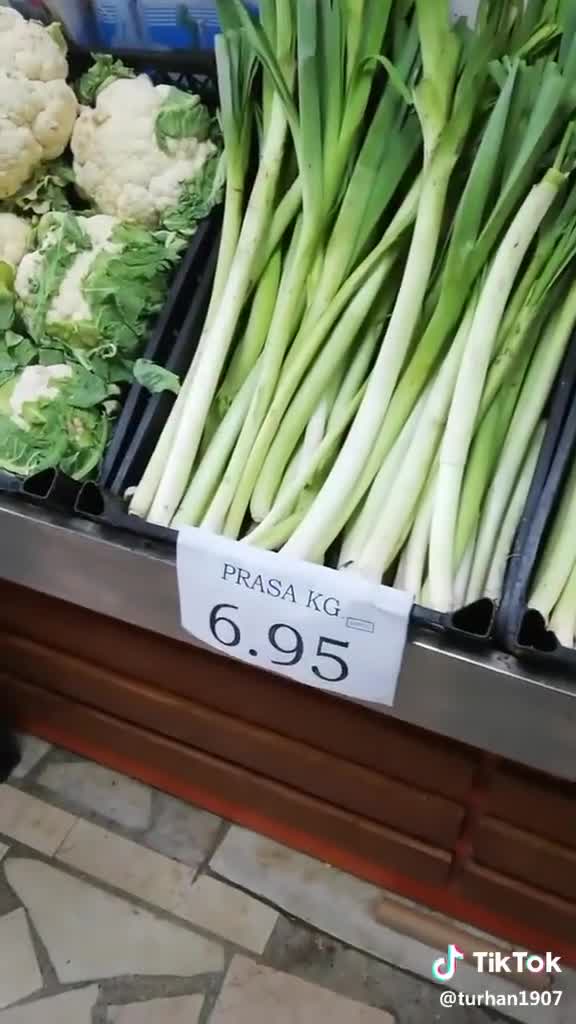 PRASA KG
6.95
TikTok
@turhan1907